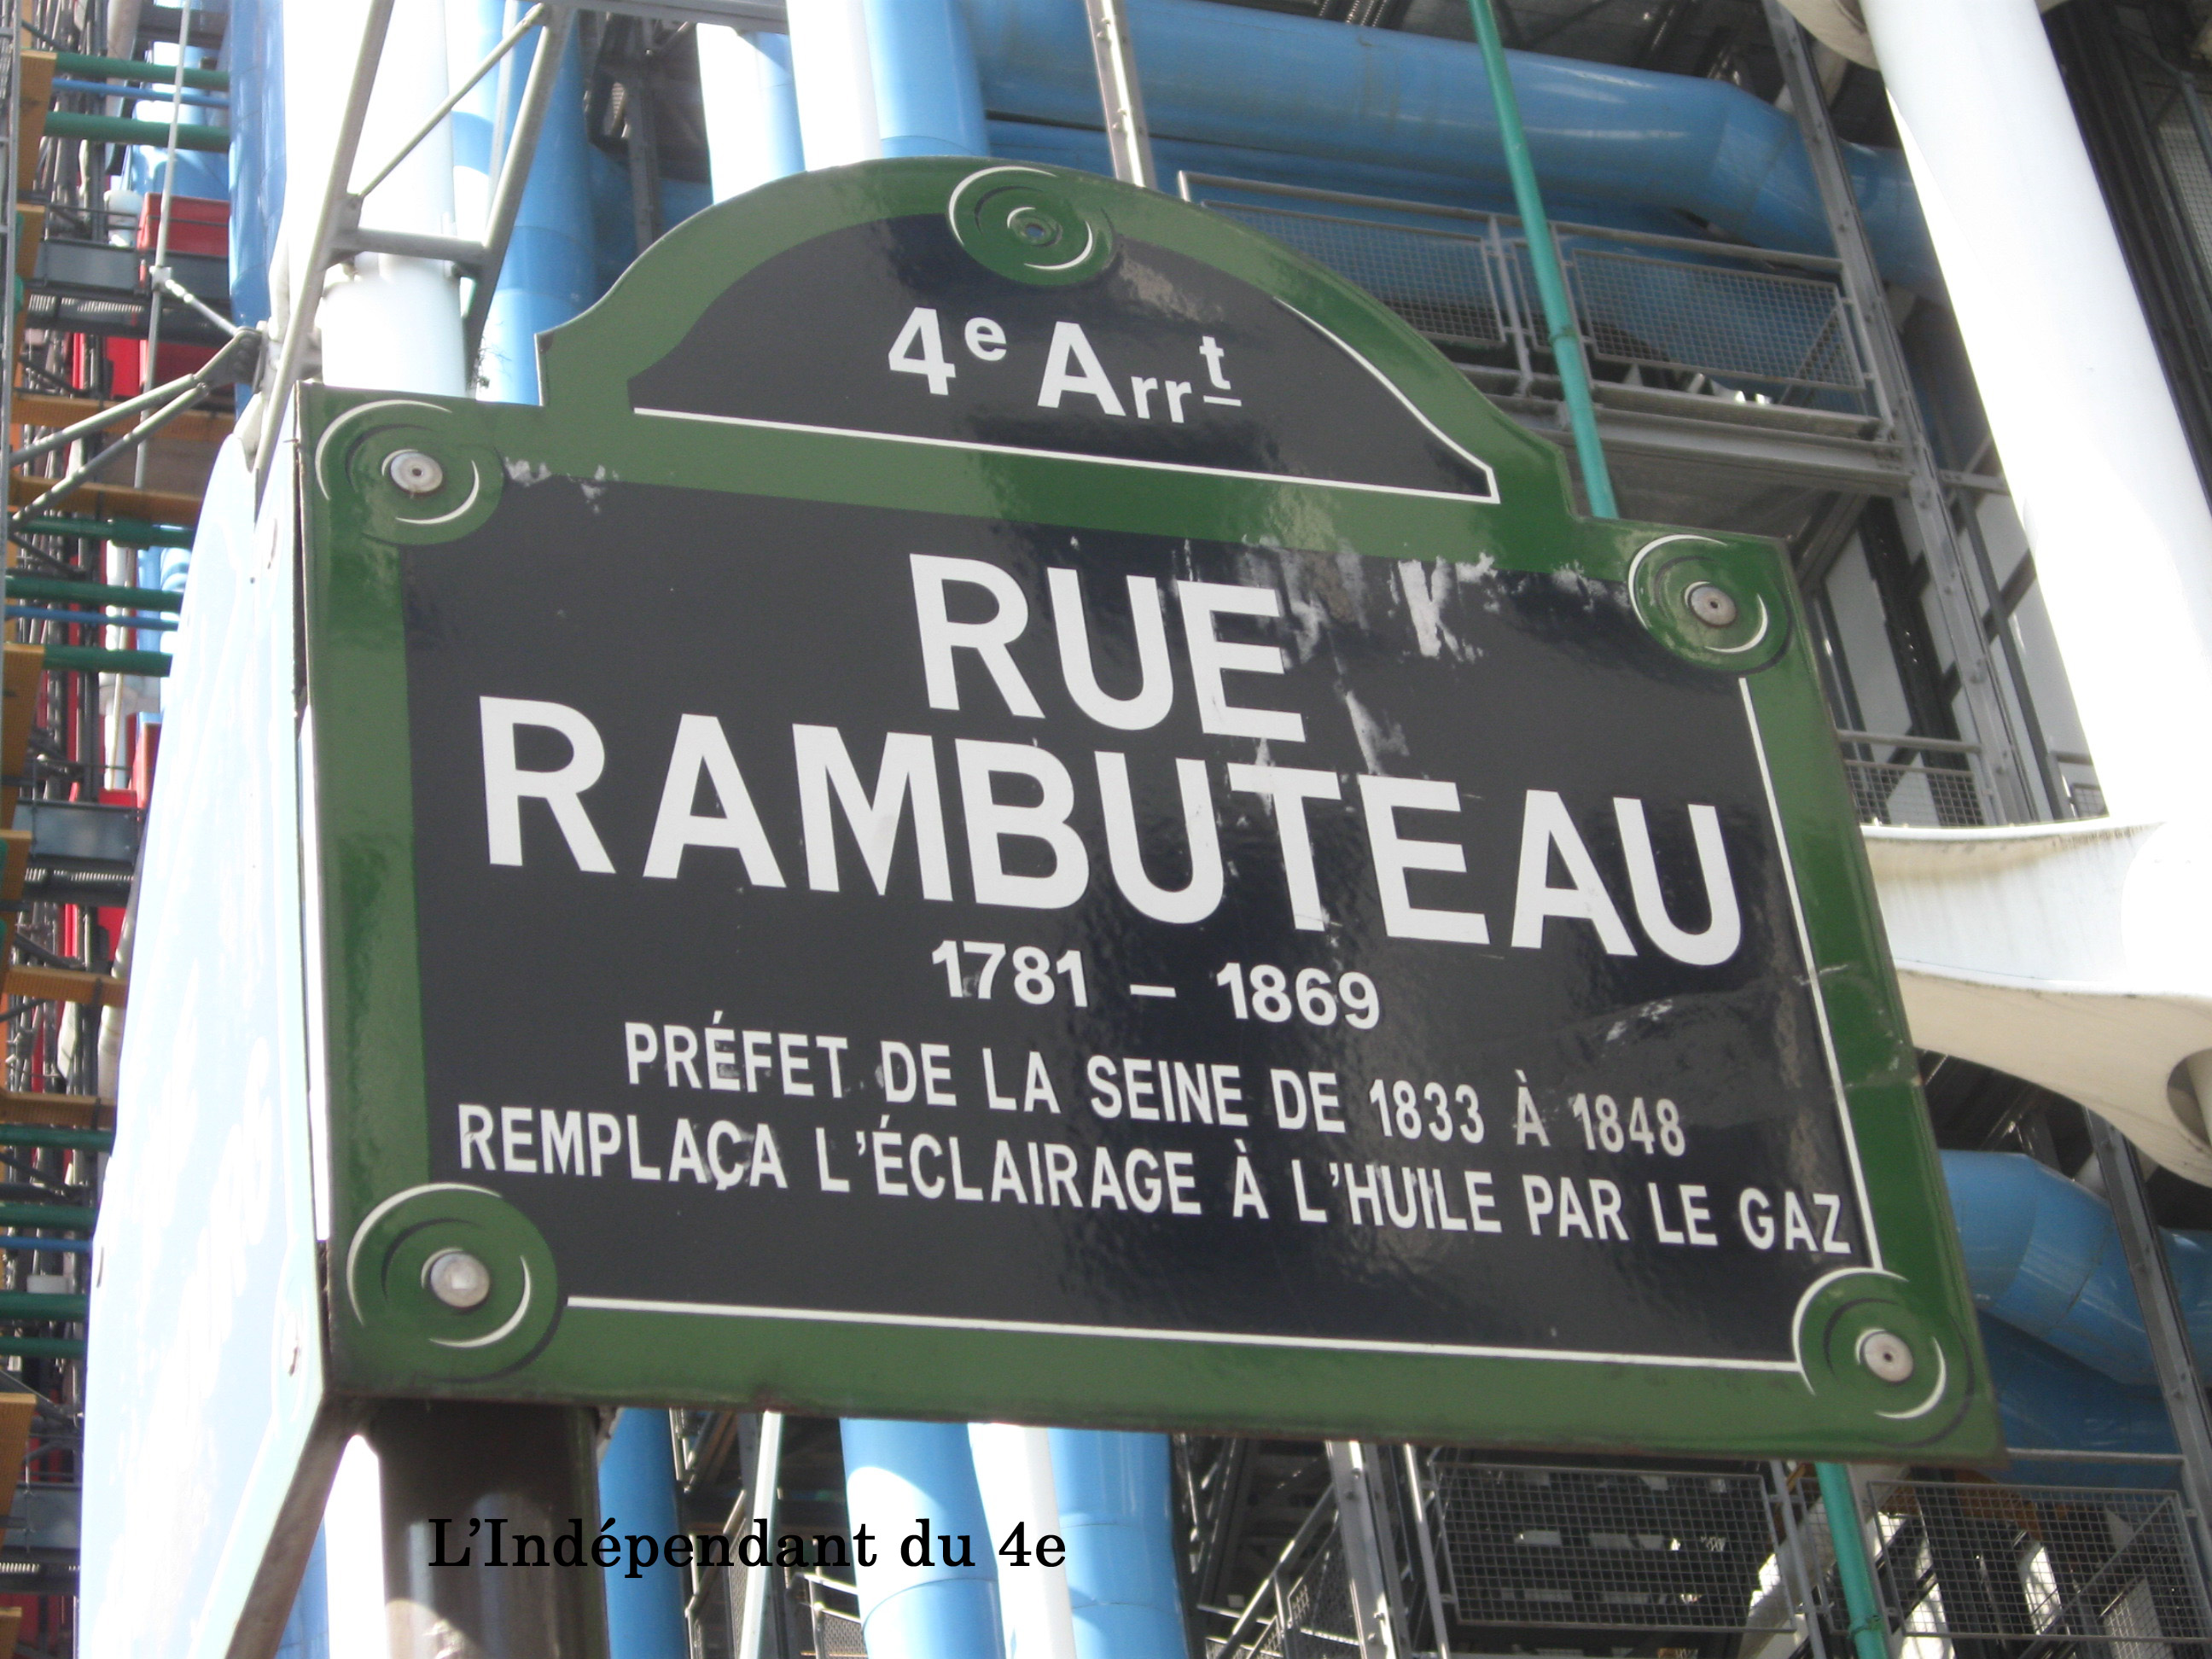 4e Arrt
RUE
RAMBUTEAU
1781 – 1869
PRÉFET DE LA SEINE DE 1833 À 1848
REMPLAÇA L'ÉCLAIRAGE À L'HUILE PAR LE GAZ
L'Indépendant du 4e